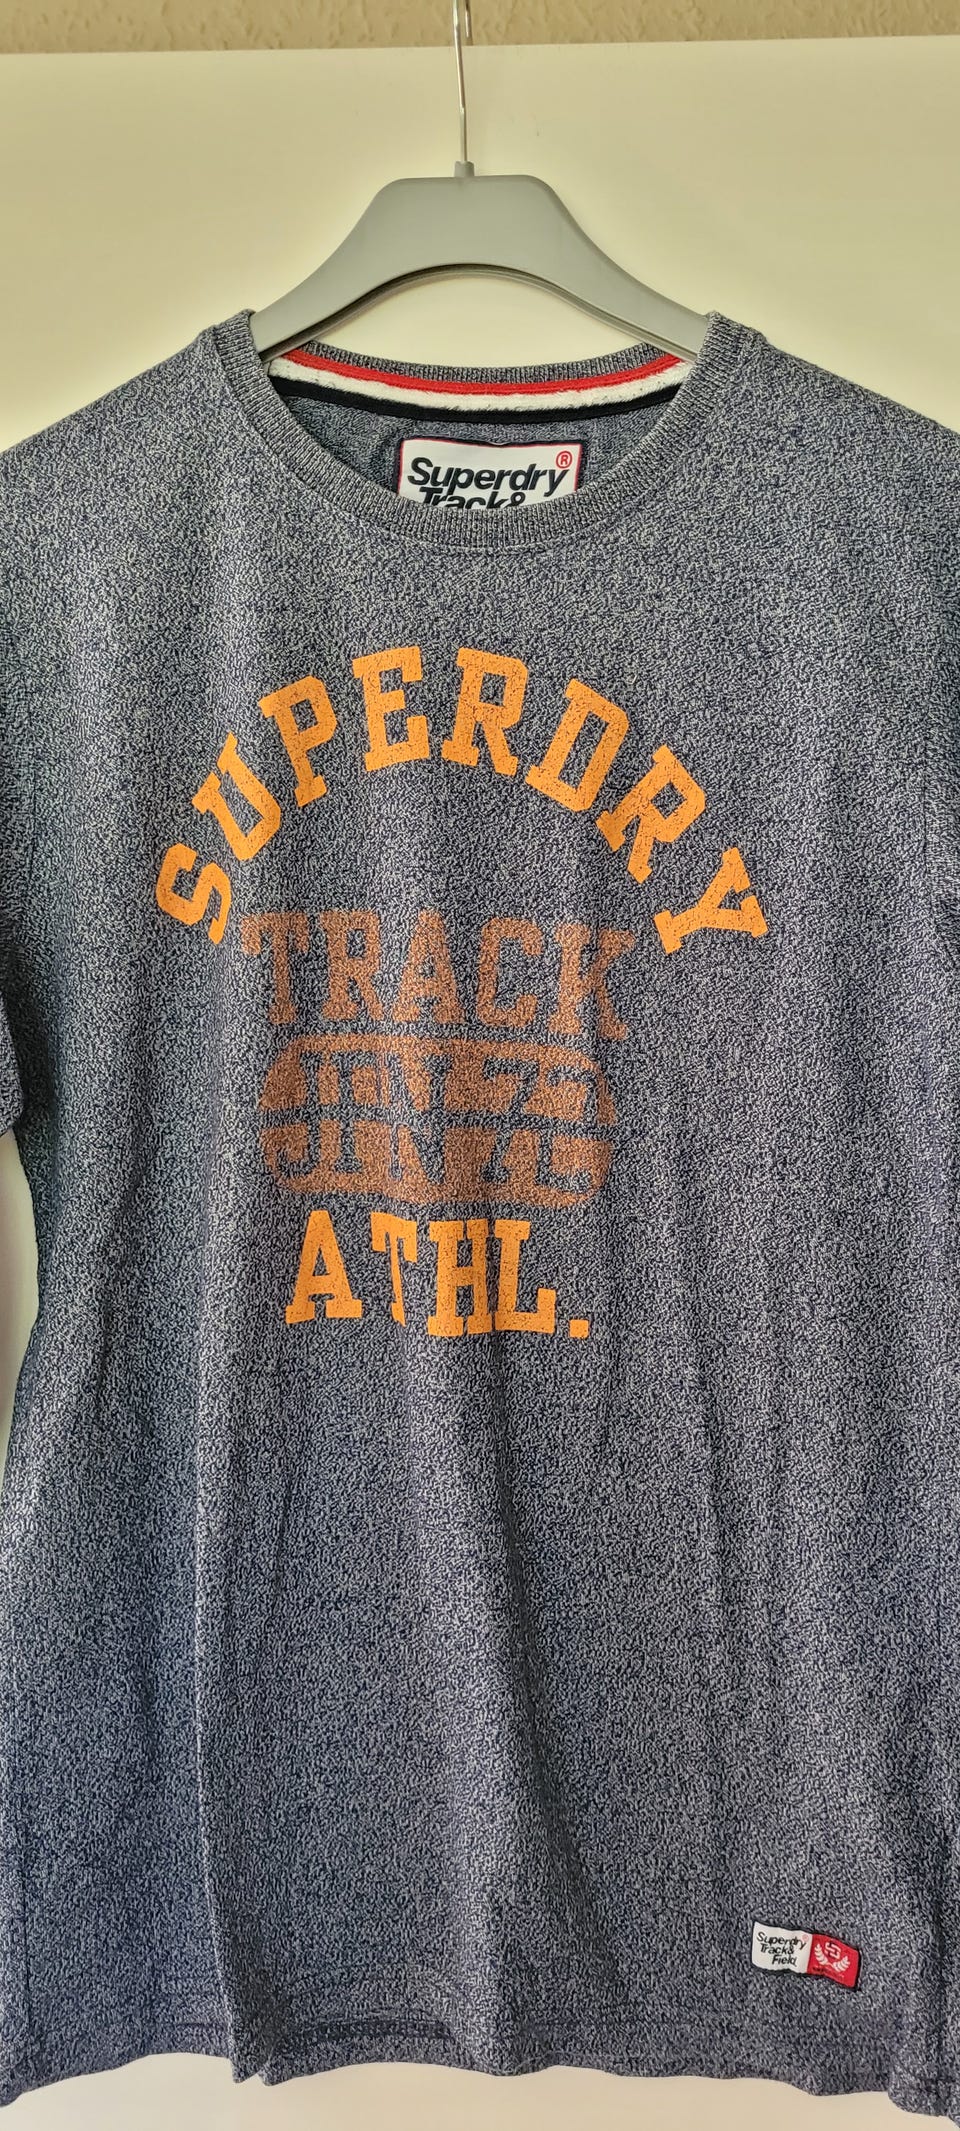 Superdry®
Track&
SUPERDRY
TRACK
ATHL.
Superdry
Track&
Field